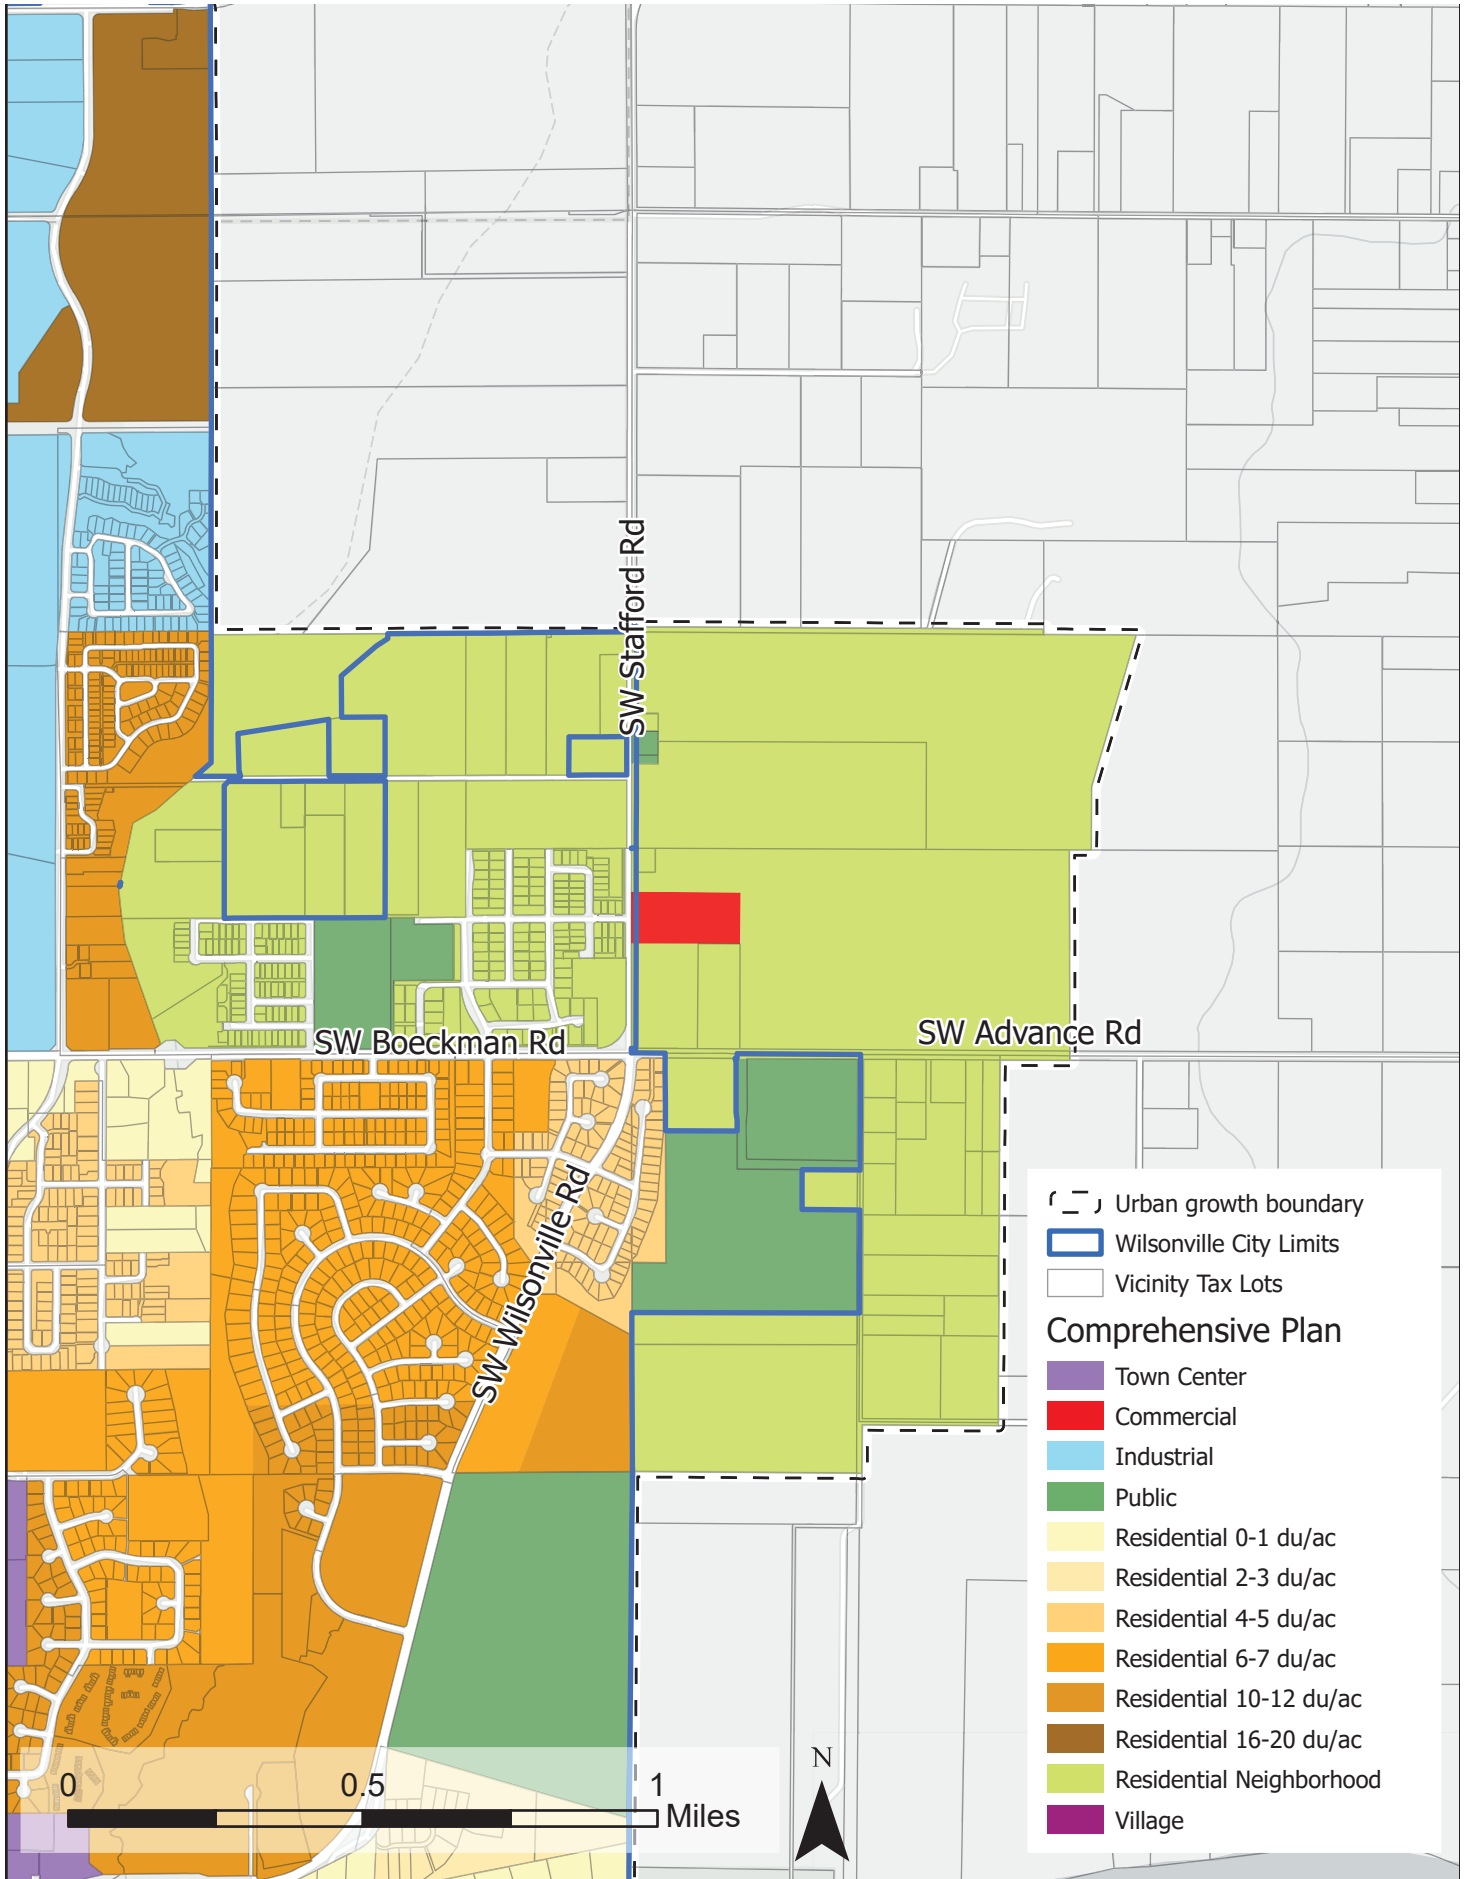 SW Stafford Rd
SW Boeckman Rd
SW Advance Rd
SW Wilsonville Rd
Urban growth boundary
Wilsonville City Limits
Vicinity Tax Lots
Comprehensive Plan
Town Center
Commercial
Industrial
Public
Residential 0-1 du/ac
Residential 2-3 du/ac
Residential 4-5 du/ac
Residential 6-7 du/ac
Residential 10-12 du/ac
Residential 16-20 du/ac
Residential Neighborhood
Village
0 0.5 1
Miles
N